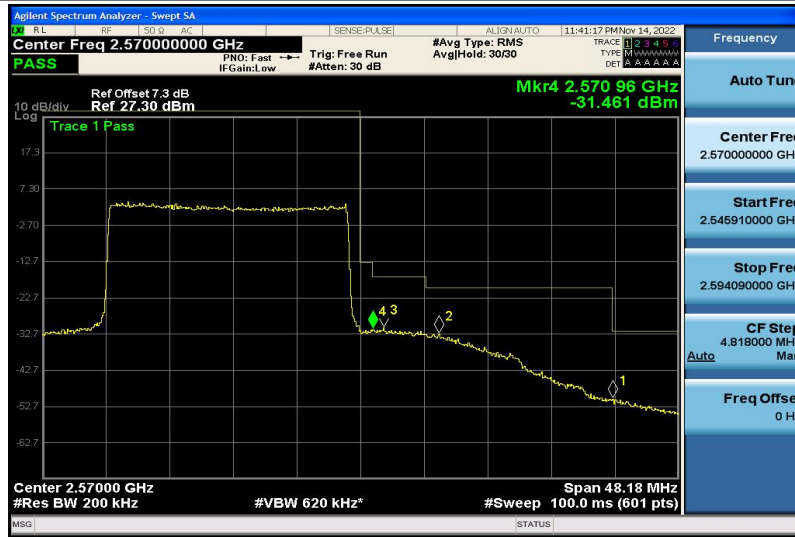 Agilent Spectrum Analyzer - Swept SA
RL RF 50 Ω AC SENSE:PULSE ALIGNAUTO 11:41:17 PM Nov 14, 2022
Center Freq 2.570000000 GHz
PASS
PNO: Fast
IFGain:Low
Trig: Free Run
#Atten: 30 dB
#Avg Type: RMS
Avg|Hold: 30/30
TRACE 1 2 3 4 5 6
TYPE M
DET A A A A A A
Ref Offset 7.3 dB
10 dB/div Ref 27.30 dBm
Log
Mkr4 2.570 96 GHz
-31.461 dBm
Trace 1 Pass
17.3
7.30
-2.70
-12.7
-22.7
-32.7
-42.7
-52.7
-62.7
4 3
2
1
Center 2.57000 GHz
Span 48.18 MHz
#Res BW 200 kHz
#VBW 620 kHz*
#Sweep 100.0 ms (601 pts)
MSG
STATUS
Frequency
Auto Tun
Center Fre
2.570000000 GH
Start Fre
2.545910000 GH
Stop Fre
2.594090000 GH
CF Step
4.818000 MH
Auto Ma
Freq Offse
0 H